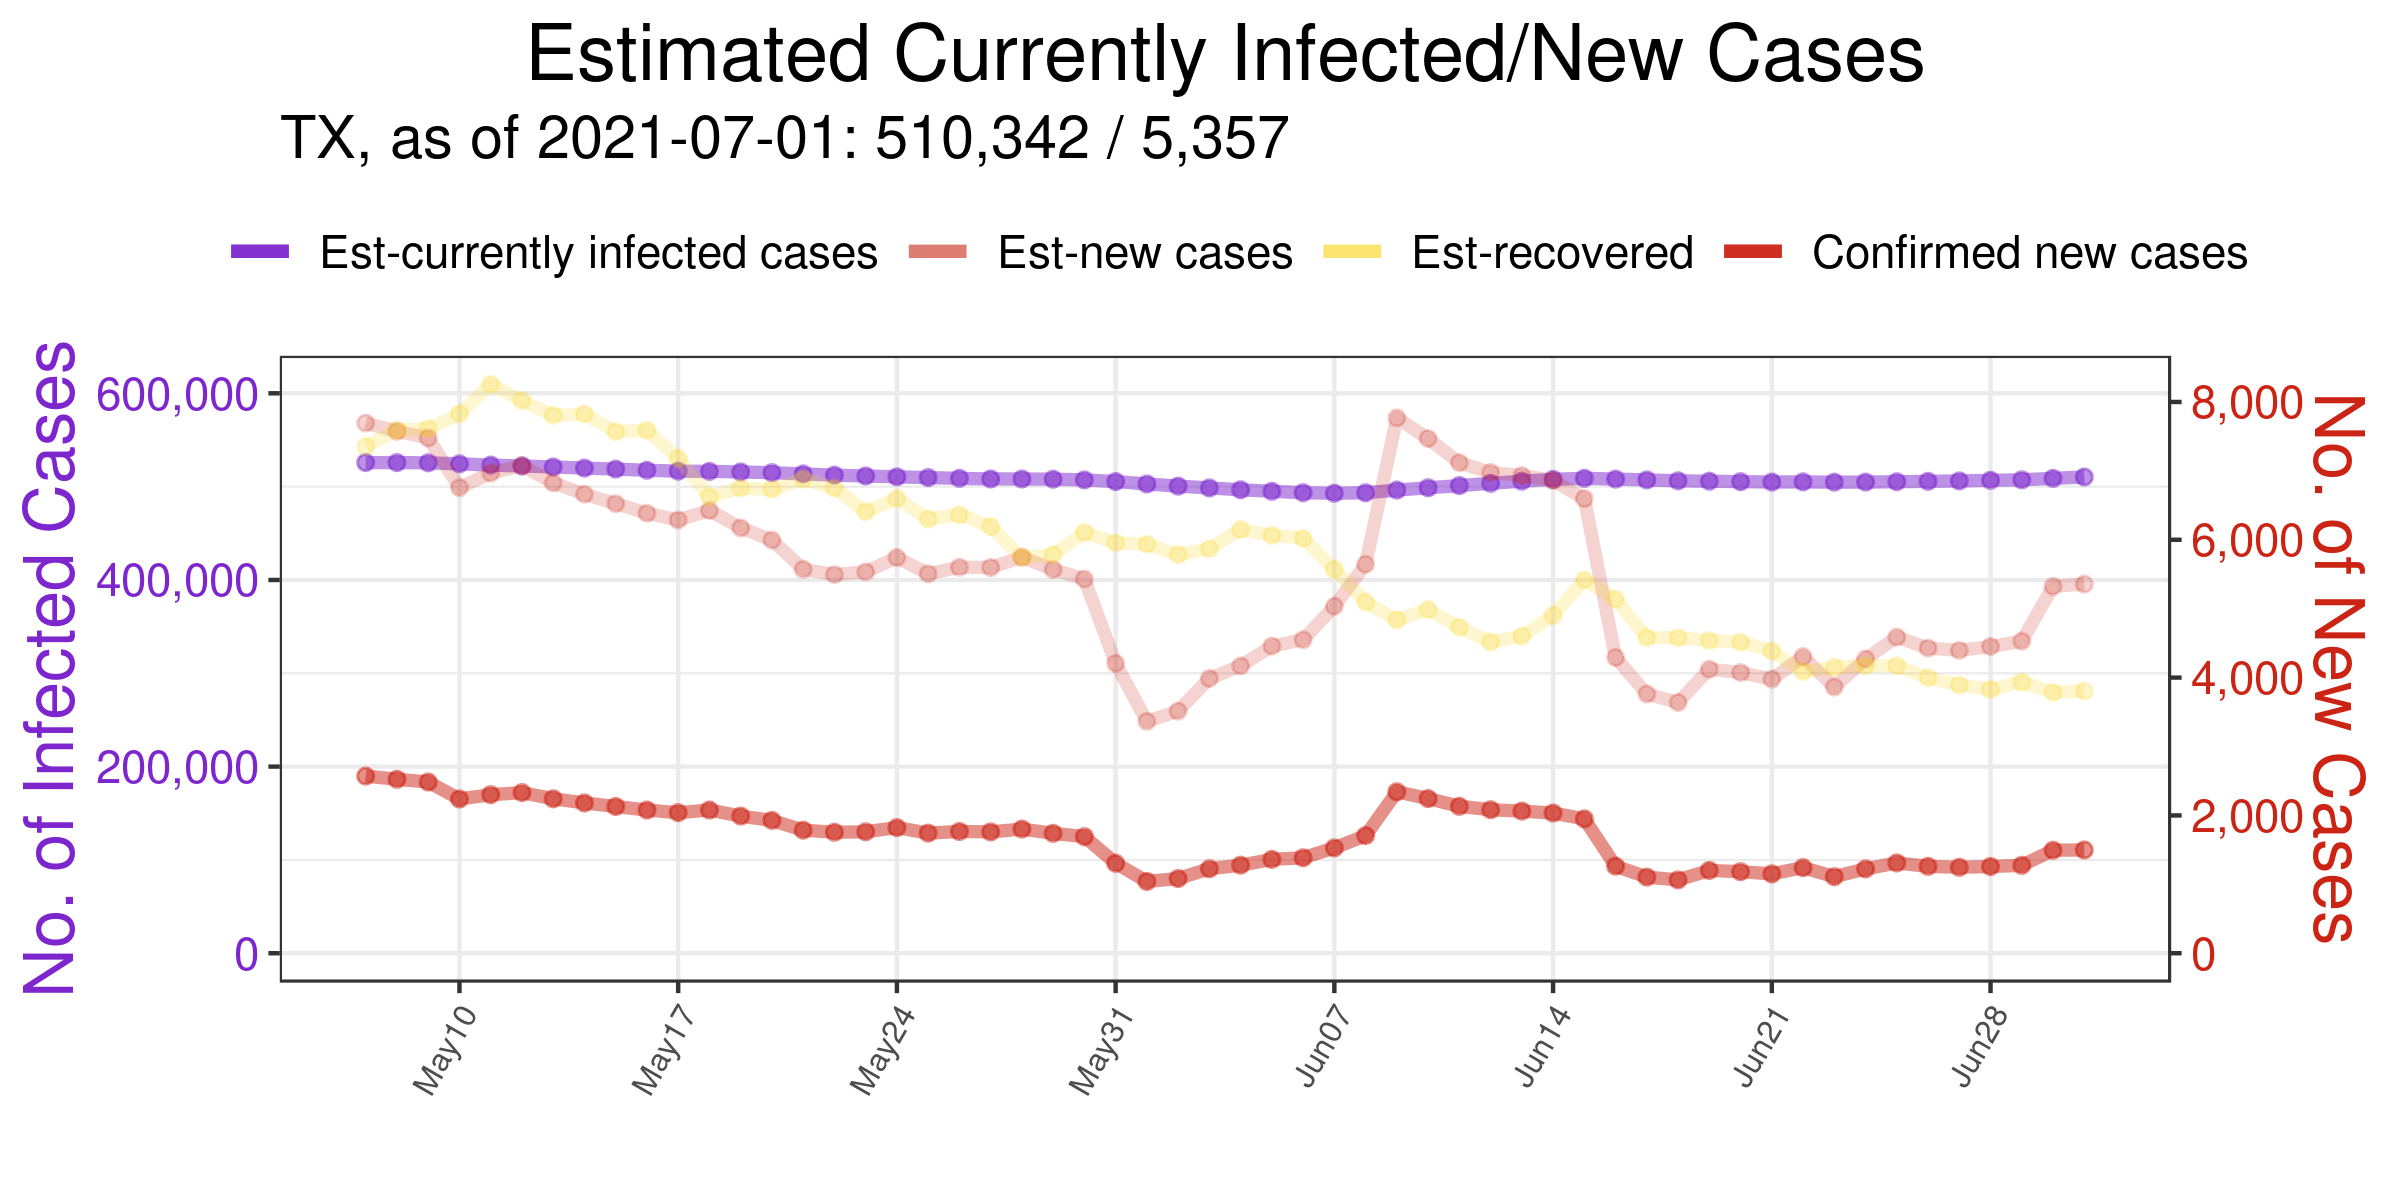 Estimated Currently Infected/New Cases
TX, as of 2021-07-01: 510,342 / 5,357
Est-currently infected cases Est-new cases Est-recovered Confirmed new cases
No. of Infected Cases
600,000
400,000
200,000
0
8,000
6,000
4,000
2,000
0
No. of New Cases
May10 May17 May24 May31 Jun07 Jun14 Jun21 Jun28